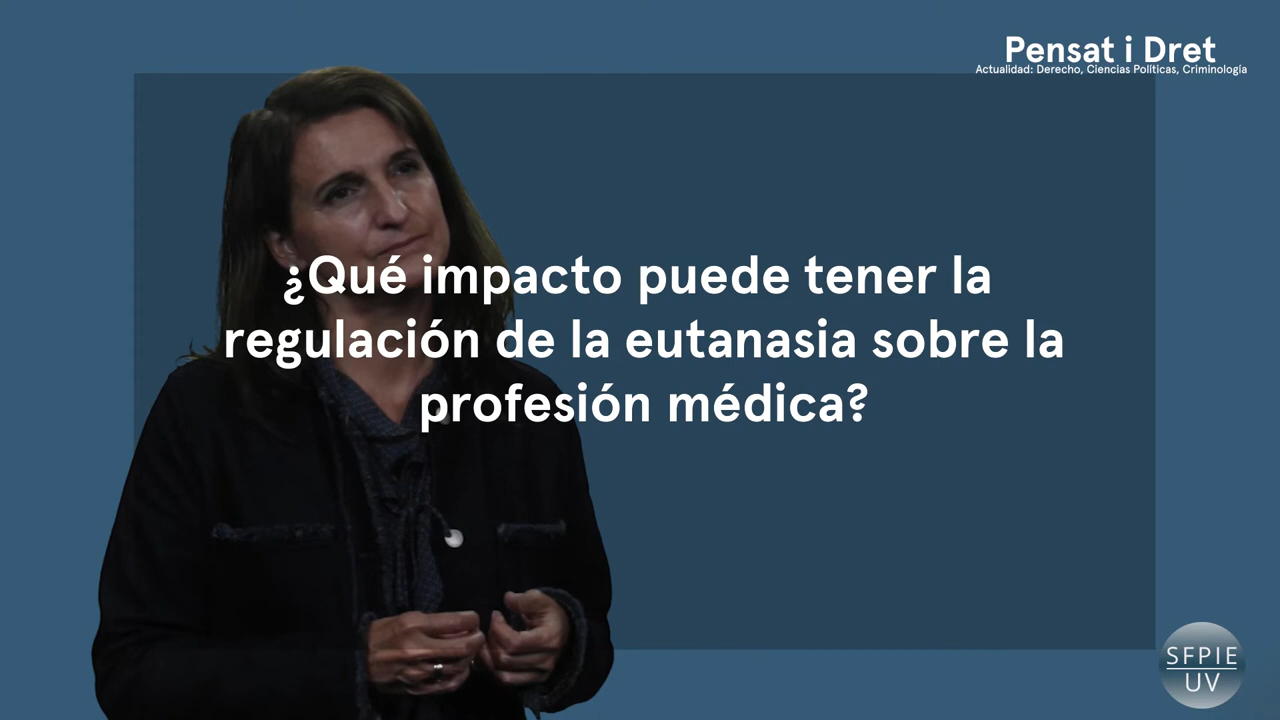 Pensat i Dret
Actualidad: Derecho, Ciencias Políticas, Criminología
¿Qué impacto puede tener la
regulación de la eutanasia sobre la
profesión médica?
SFPIE
UV